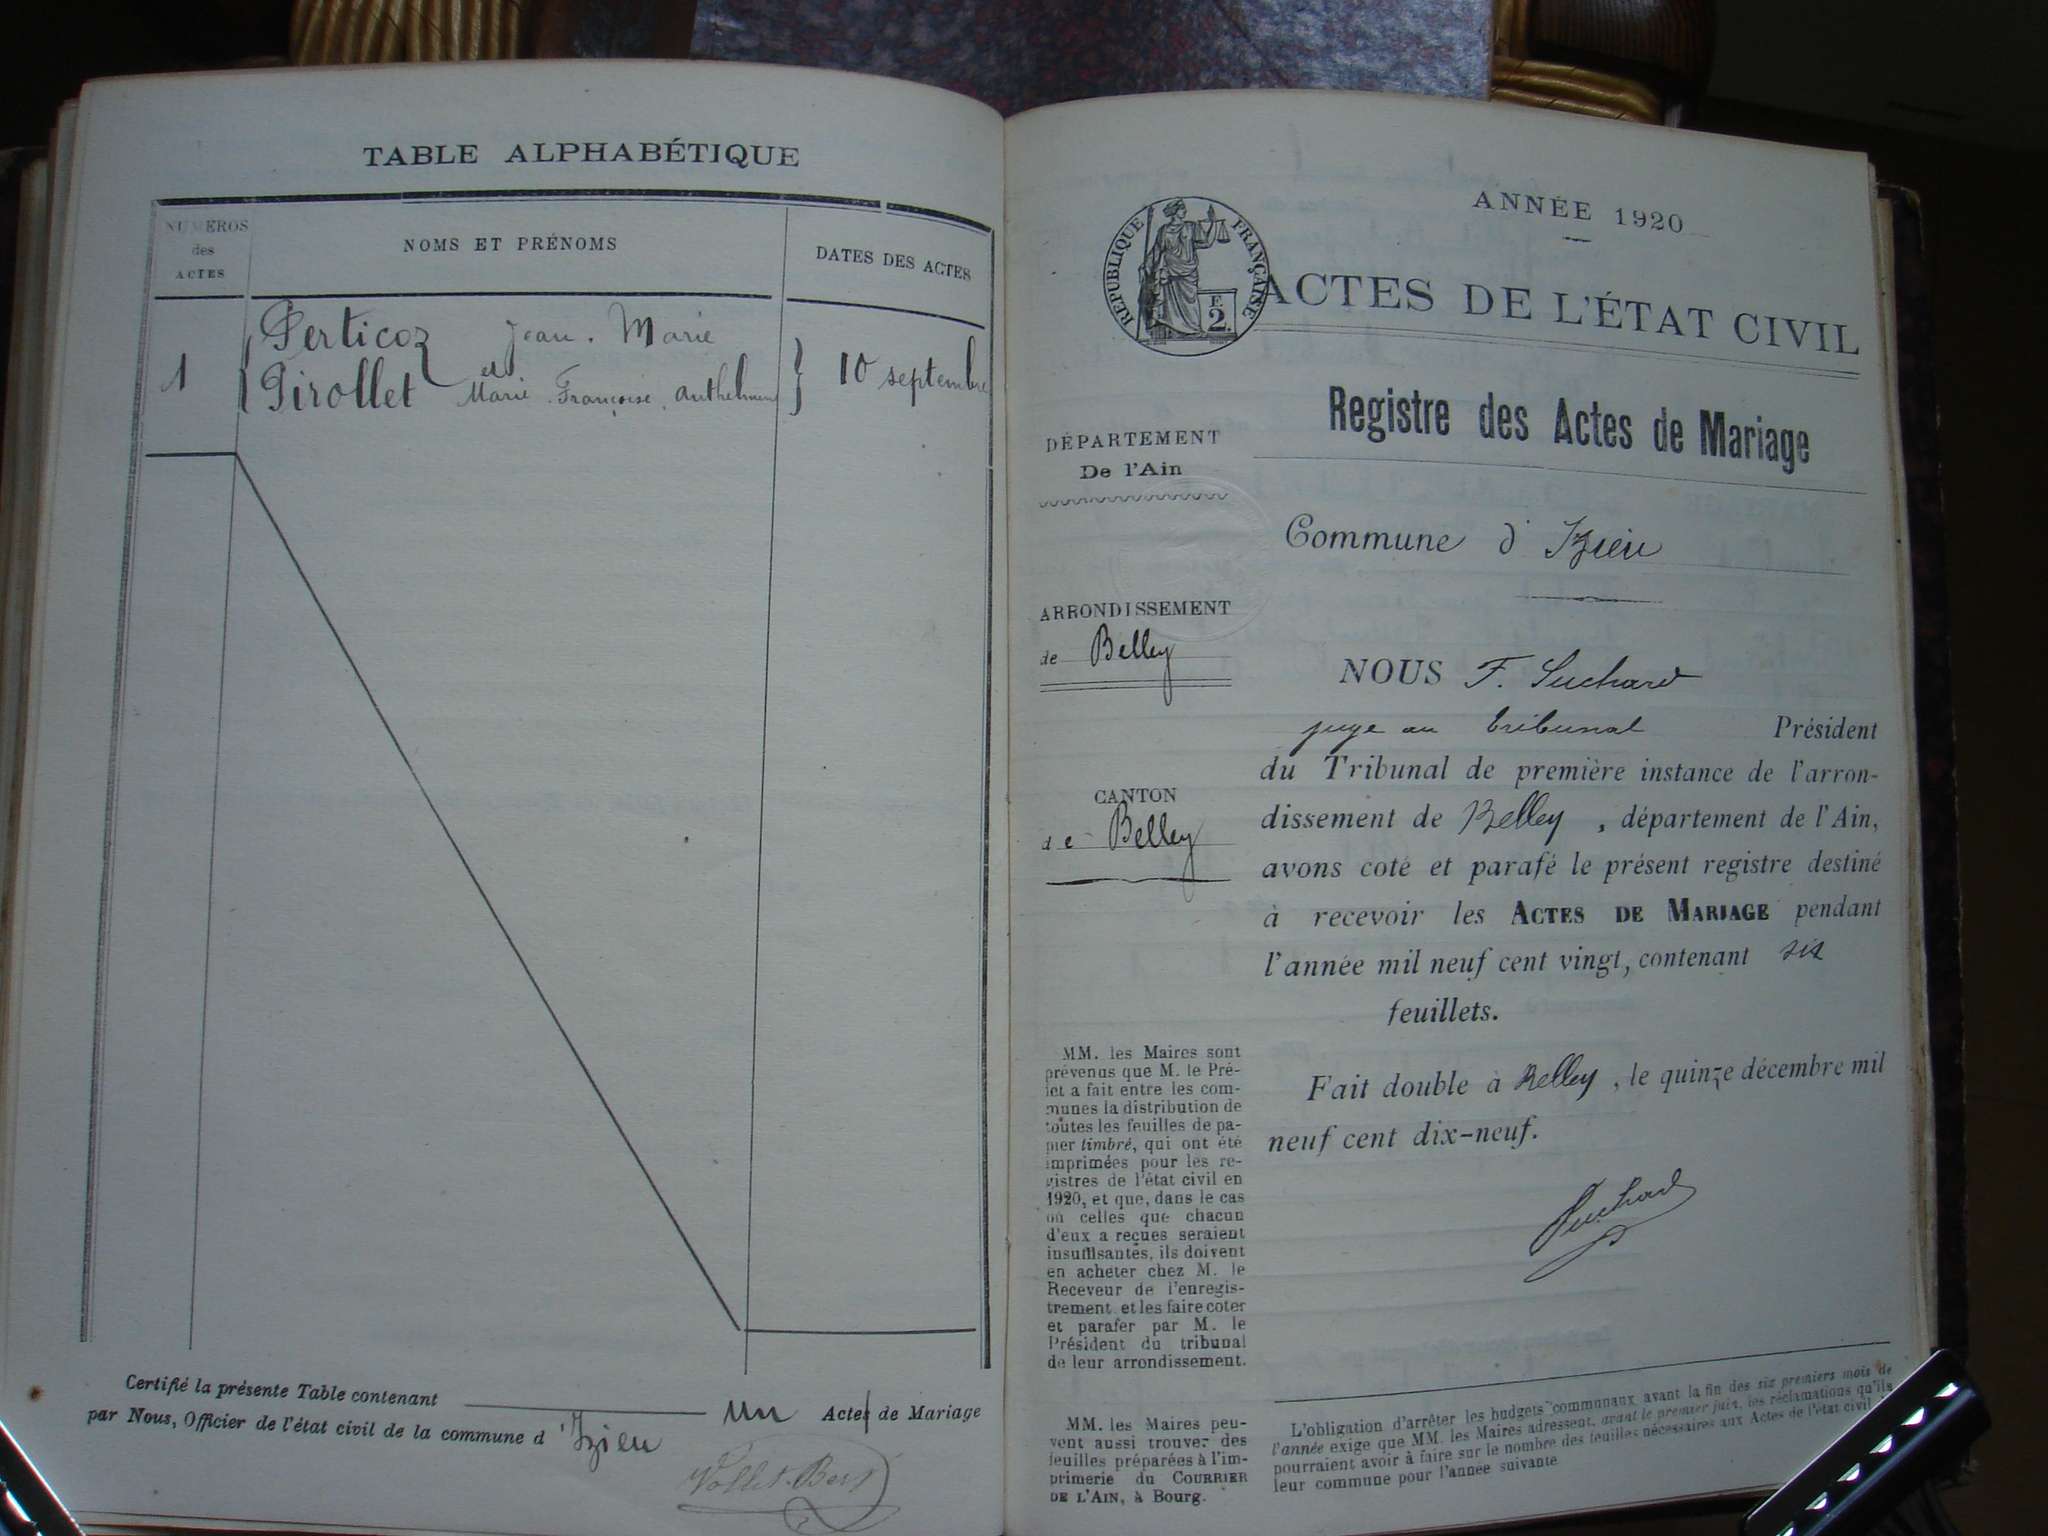 TABLE ALPHABÉTIQUE
NUMÉROS
des
ACTES
NOMS ET PRÉNOMS
DATES DES ACTES
1
Perticoz Jean. Marie
et
Pirollet Marie Françoise Anthelmine
10 septembre
Certifié la présente Table contenant un Actes de Mariage
par Nous, Officier de l'état civil de la commune d'Izieu
ANNÉE 1920
RÉPUBLIQUE FRANÇAISE
F.
2.
ACTES DE L'ÉTAT CIVIL
Registre des Actes de Mariage
DÉPARTEMENT
De l'Ain
Commune d'Izieu
ARRONDISSEMENT
de Belley
CANTON
de Belley
NOUS F. Suchard
juge au tribunal Président
du Tribunal de première instance de l'arron-
dissement de Belley, département de l'Ain,
avons coté et parafé le présent registre destiné
à recevoir les ACTES DE MARIAGE pendant
l'année mil neuf cent vingt, contenant six
feuillets.
Fait double à Belley, le quinze décembre mil
neuf cent dix-neuf.
Suchard
MM. les Maires sont
prévenus que M. le Pré-
fet a fait entre les com-
munes la distribution de
toutes les feuilles de pa-
pier timbré, qui ont été
imprimées pour les re-
gistres de l'état civil en
1920, et que, dans le cas
où celles que chacun
d'eux a reçues seraient
insuffisantes, ils doivent
en acheter chez M. le
Receveur de l'enregis-
trement et les faire coter
et parafer par M. le
Président du tribunal
de leur arrondissement.
MM. les Maires peu-
vent aussi trouver des
feuilles préparées à l'im-
primerie du COURRIER
DE L'AIN, à Bourg.
L'obligation d'arrêter les budgets communaux avant la fin des six premiers mois de
l'année exige que MM. les Maires adressent, avant le premier juin, les réclamations qu'ils
pourraient avoir à faire sur le nombre des feuilles nécessaires aux Actes de l'état civil
leur commune pour l'année suivante